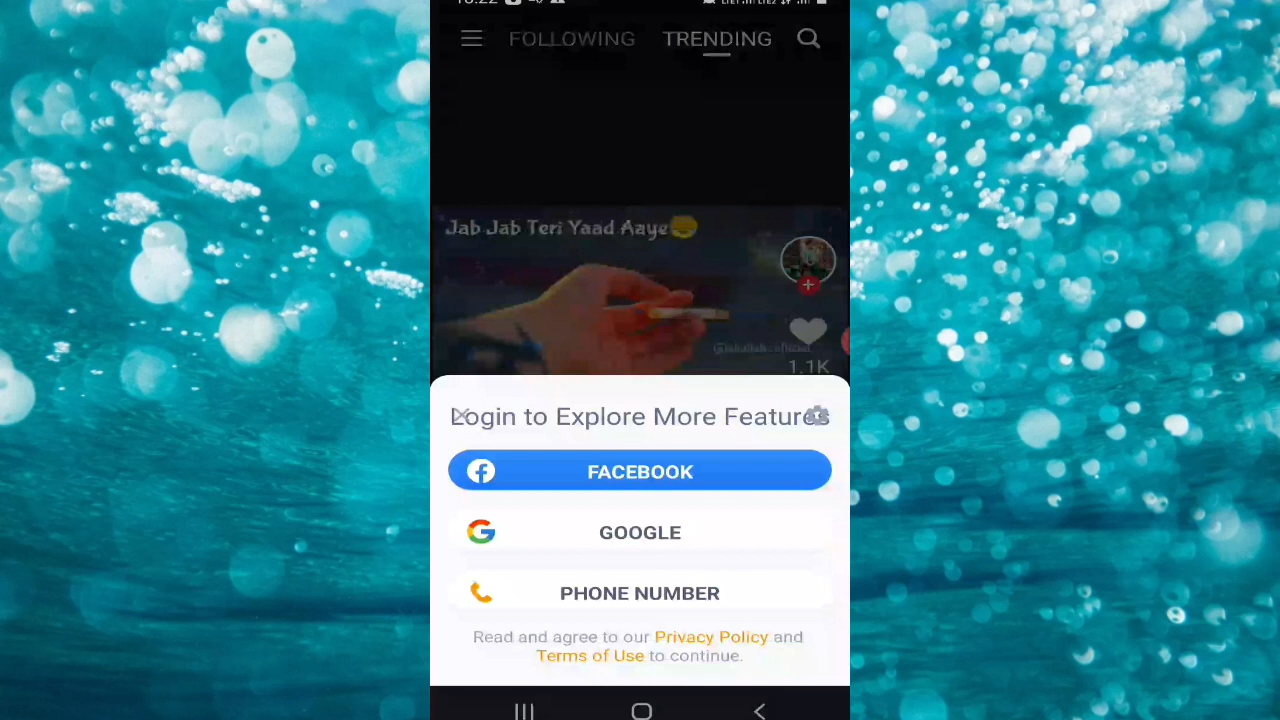 FOLLOWING TRENDING
Jab Jab Teri Yaad Aaye😔
1.1K
Login to Explore More Features
FACEBOOK
GOOGLE
PHONE NUMBER
Read and agree to our Privacy Policy and
Terms of Use to continue.